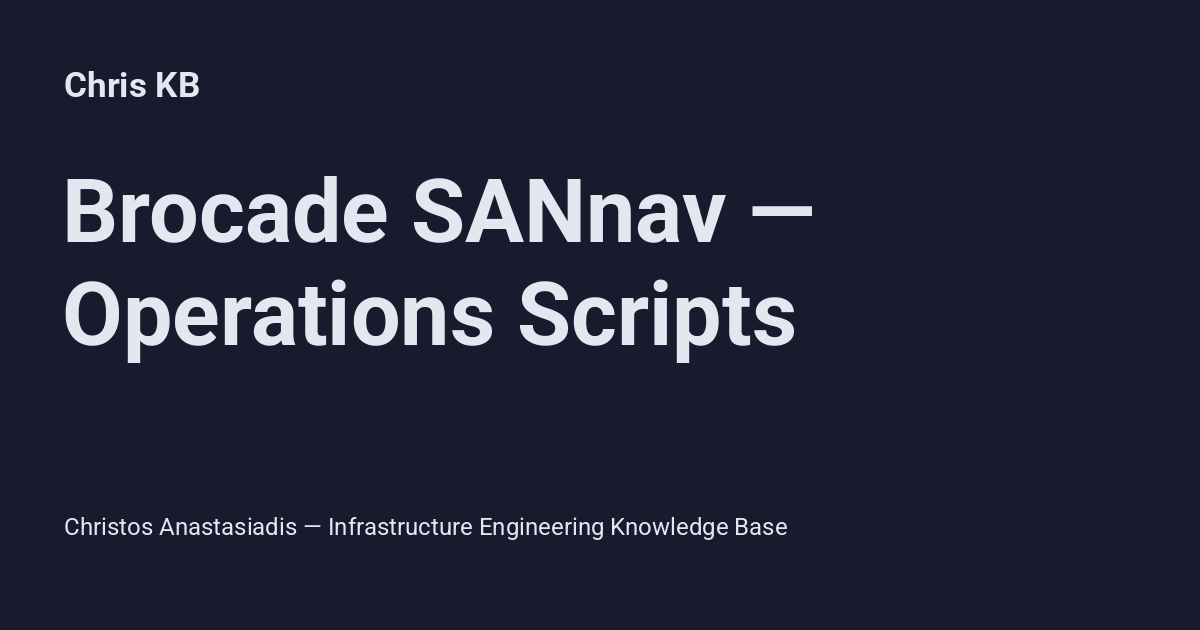 Chris KB
Brocade SANnav —
Operations Scripts
Christos Anastasiadis — Infrastructure Engineering Knowledge Base